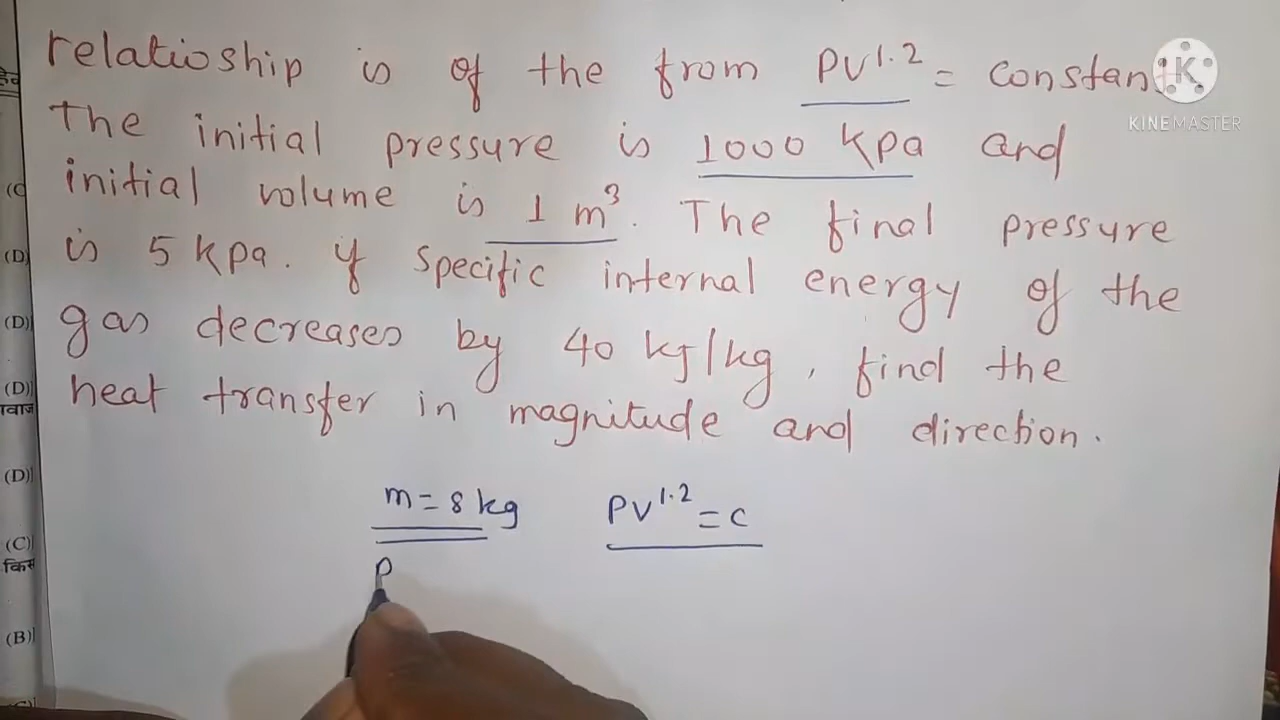 relatioship is of the from PV^1.2 = constant
The initial pressure is 1000 kpa and
initial volume is 1 m³. The final pressure
is 5 kpa. if specific internal energy of the
gas decreases by 40 kJ/kg, find the
heat transfer in magnitude and direction.
m = 8 kg PV^1.2 = C
P
K
KINEMASTER
(D)
(D)
(D)
(D)
(C)
किस
(B)